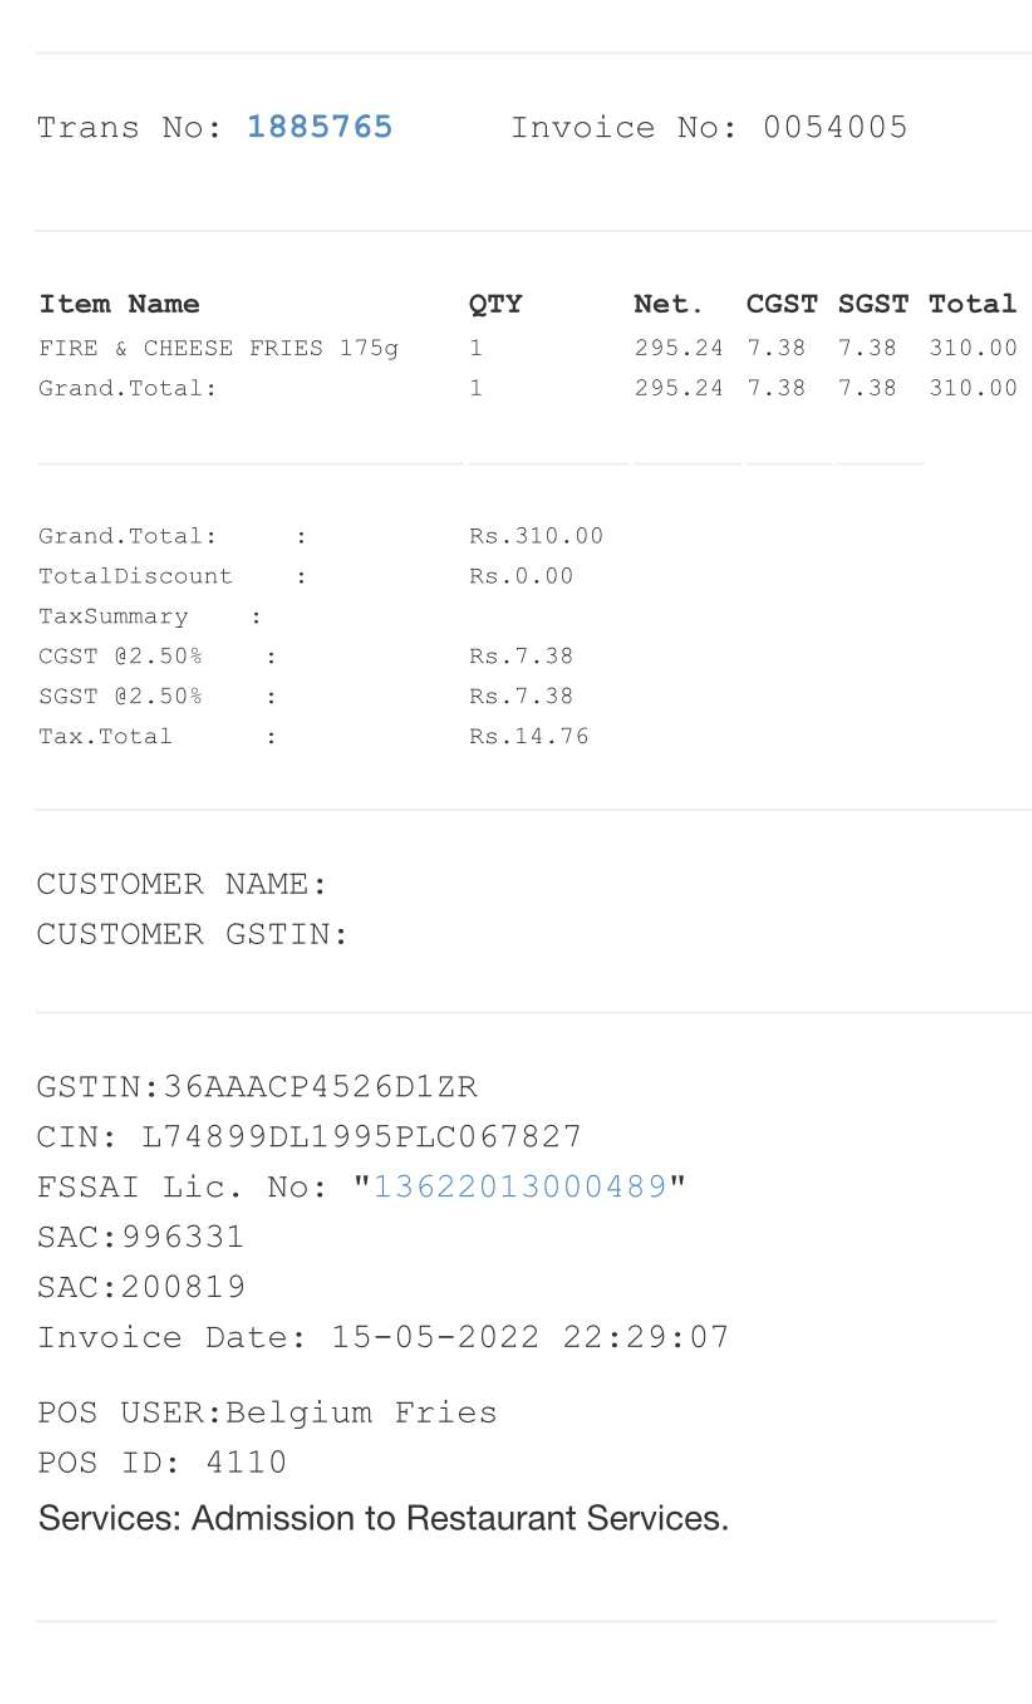 Trans No: 1885765 Invoice No: 0054005
Item Name QTY Net. CGST SGST Total
FIRE & CHEESE FRIES 175g 1 295.24 7.38 7.38 310.00
Grand.Total: 1 295.24 7.38 7.38 310.00
Grand.Total: : Rs.310.00
TotalDiscount : Rs.0.00
TaxSummary :
CGST @2.50% : Rs.7.38
SGST @2.50% : Rs.7.38
Tax.Total : Rs.14.76
CUSTOMER NAME:
CUSTOMER GSTIN:
GSTIN:36AAACP4526D1ZR
CIN: L74899DL1995PLC067827
FSSAI Lic. No: "13622013000489"
SAC:996331
SAC:200819
Invoice Date: 15-05-2022 22:29:07
POS USER:Belgium Fries
POS ID: 4110
Services: Admission to Restaurant Services.